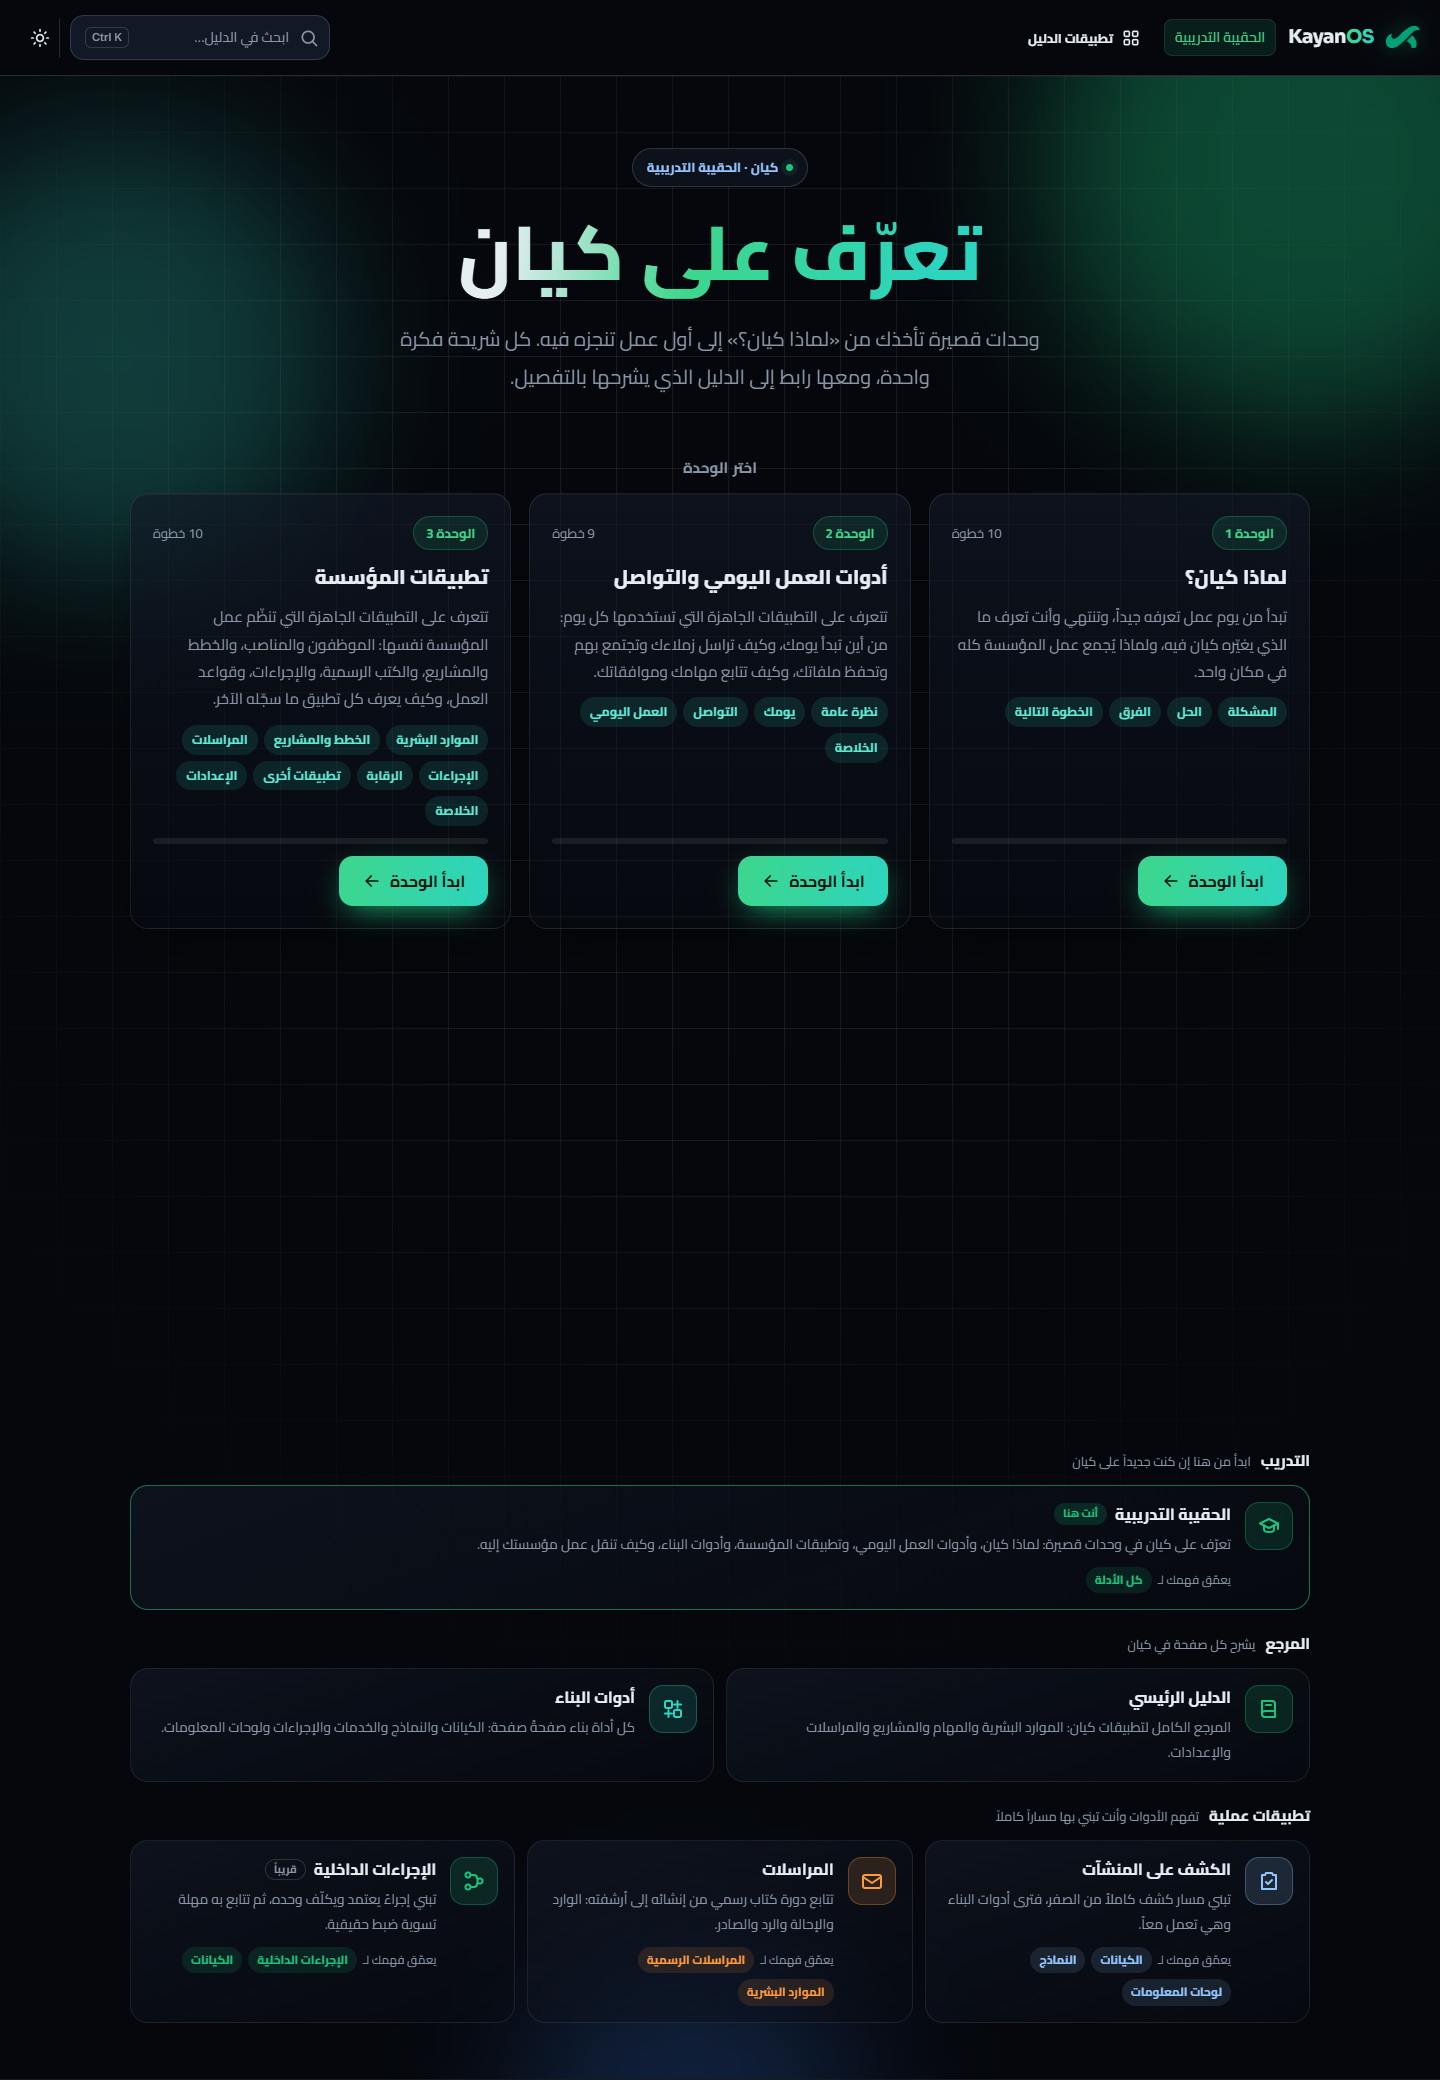 KayanOS
الحقيبة التدريبية
تطبيقات الدليل
ابحث في الدليل...
Ctrl K
كيان · الحقيبة التدريبية
تعرّف على كيان
وحدات قصيرة تأخذك من «لماذا كيان؟» إلى أول عمل تنجزه فيه. كل شريحة فكرة
واحدة، ومعها رابط إلى الدليل الذي يشرحها بالتفصيل.
اختر الوحدة
الوحدة 1
10 خطوة
لماذا كيان؟
تبدأ من يوم عمل تعرفه جيداً، وتنتهي وأنت تعرف ما
الذي يغيّره كيان فيه، ولماذا يُجمع عمل المؤسسة كله
في مكان واحد.
المشكلة الحل الفرق الخطوة التالية
ابدأ الوحدة
الوحدة 2
9 خطوة
أدوات العمل اليومي والتواصل
تتعرف على التطبيقات الجاهزة التي تستخدمها كل يوم:
من أين تبدأ يومك، وكيف تراسل زملاءك وتجتمع بهم
وتحفظ ملفاتك، وكيف تتابع مهامك وموافقاتك.
نظرة عامة يومك التواصل العمل اليومي
الخلاصة
ابدأ الوحدة
الوحدة 3
10 خطوة
تطبيقات المؤسسة
تتعرف على التطبيقات الجاهزة التي تنظّم عمل
المؤسسة نفسها: الموظفون والمناصب، والخطط
والمشاريع، والكتب الرسمية، والإجراءات، وقواعد
العمل، وكيف يعرف كل تطبيق ما سجّله الآخر.
الموارد البشرية الخطط والمشاريع المراسلات
الإجراءات الرقابة تطبيقات أخرى الإعدادات
الخلاصة
ابدأ الوحدة
التدريب ابدأ من هنا إن كنت جديداً على كيان
الحقيبة التدريبية أنت هنا
تعرّف على كيان في وحدات قصيرة: لماذا كيان، وأدوات العمل اليومي، وتطبيقات المؤسسة، وأدوات البناء، وكيف تنقل عمل مؤسستك إليه.
يعمّق فهمك لـ كل الأدلة
المرجع يشرح كل صفحة في كيان
الدليل الرئيسي
المرجع الكامل لتطبيقات كيان: الموارد البشرية والمهام والمشاريع والمراسلات
والإعدادات.
أدوات البناء
كل أداة بناء صفحةً صفحة: الكيانات والنماذج والخدمات والإجراءات ولوحات المعلومات.
تطبيقات عملية تفهم الأدوات وأنت تبني بها مساراً كاملاً
الكشف على المنشآت
تبني مسار كشف كاملاً من الصفر، فترى أدوات البناء
وهي تعمل معاً.
يعمّق فهمك لـ الكيانات النماذج
لوحات المعلومات
المراسلات
تتابع دورة كتاب رسمي من إنشائه إلى أرشفته: الوارد
والإحالة والرد والصادر.
يعمّق فهمك لـ المراسلات الرسمية
الموارد البشرية
الإجراءات الداخلية قريباً
تبني إجراءً يعتمد ويكلّف وحده، ثم تتابع به مهلة
تسوية ضبط حقيقية.
يعمّق فهمك لـ الإجراءات الداخلية الكيانات